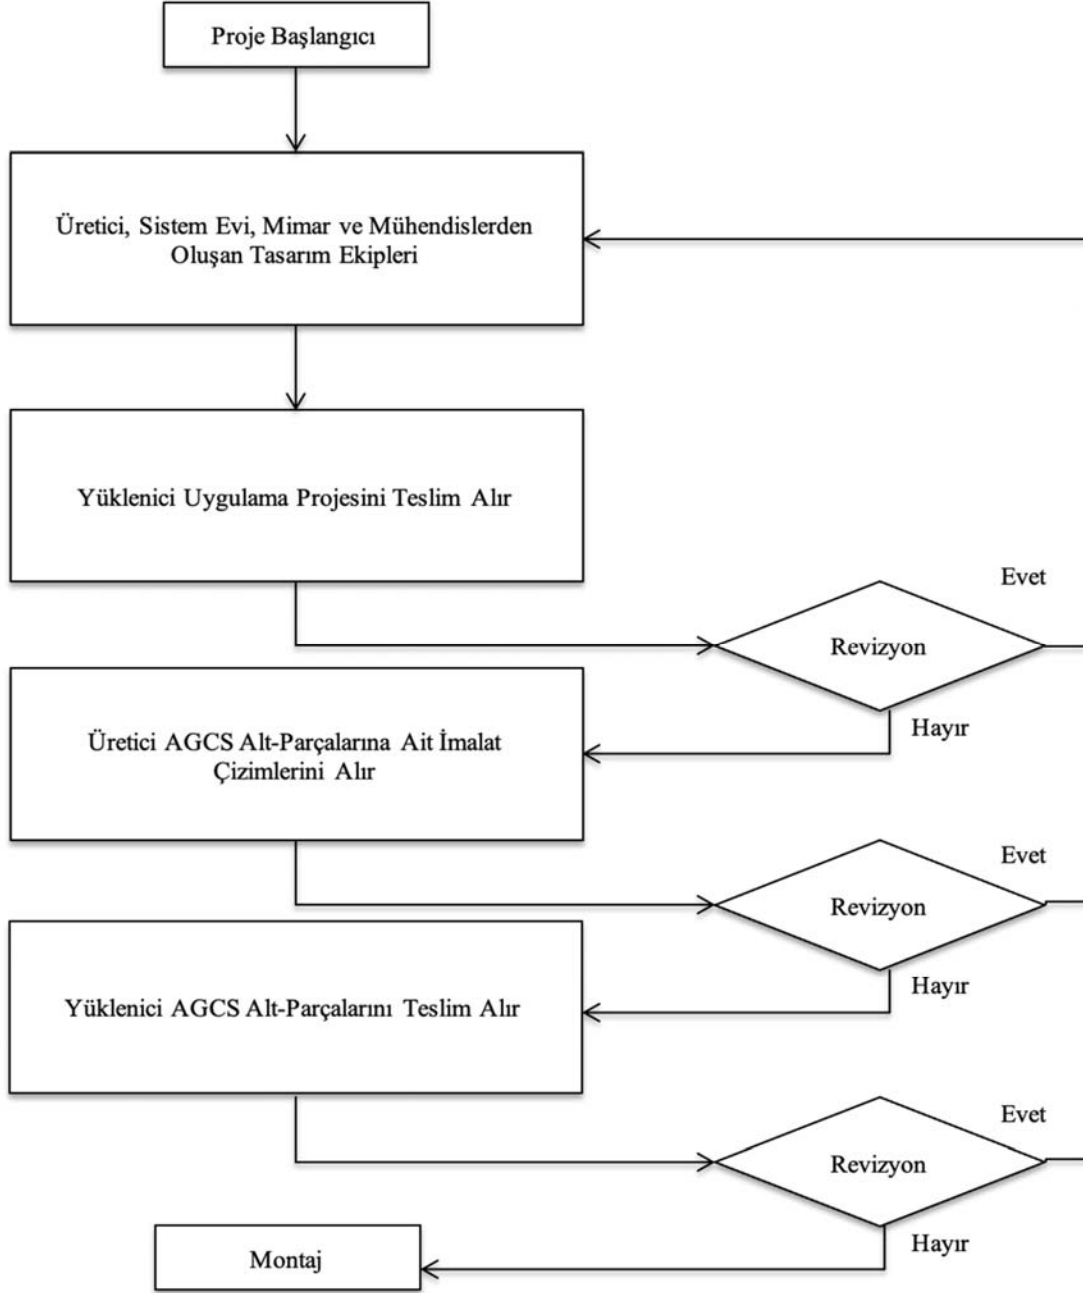 Proje Başlangıcı
Üretici, Sistem Evi, Mimar ve Mühendislerden
Oluşan Tasarım Ekipleri
Yüklenici Uygulama Projesini Teslim Alır
Evet
Revizyon
Hayır
Üretici AGCS Alt-Parçalarına Ait İmalat
Çizimlerini Alır
Evet
Revizyon
Hayır
Yüklenici AGCS Alt-Parçalarını Teslim Alır
Evet
Revizyon
Hayır
Montaj